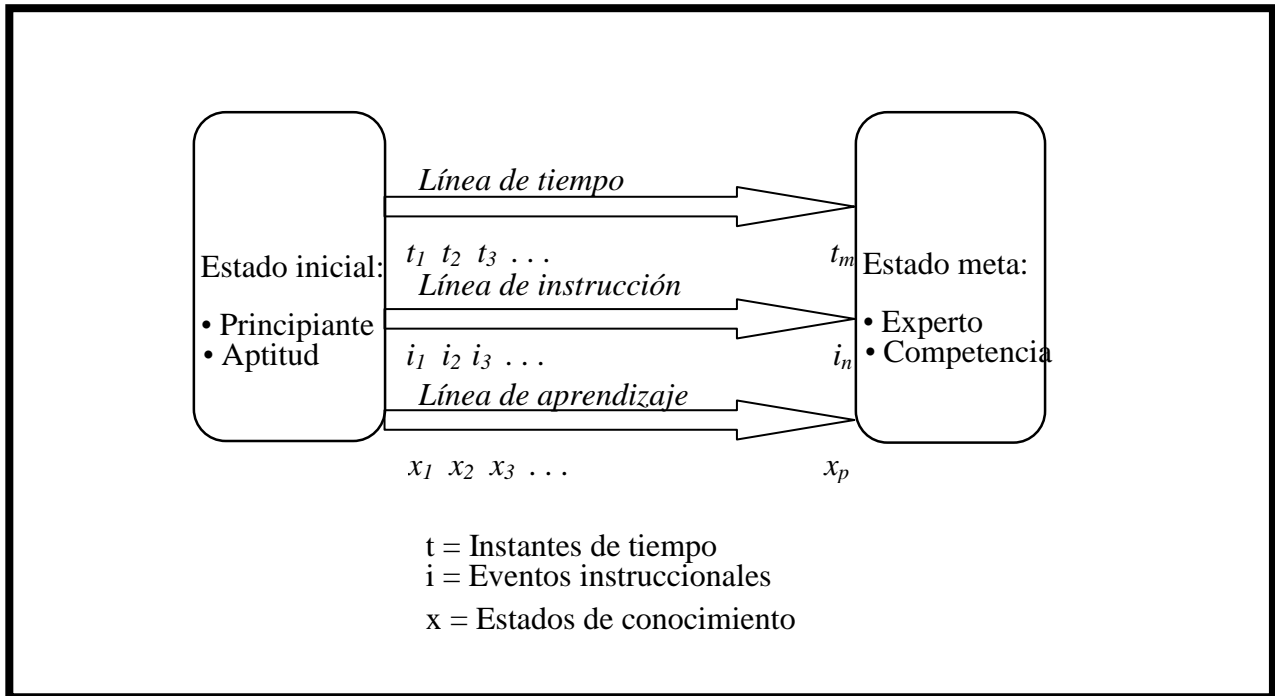 Línea de tiempo
t1 t2 t3 . . . tm
Estado inicial:
• Principiante
• Aptitud
Línea de instrucción
i1 i2 i3 . . . in
Línea de aprendizaje
x1 x2 x3 . . . xp
Estado meta:
• Experto
• Competencia
t = Instantes de tiempo
i = Eventos instruccionales
x = Estados de conocimiento